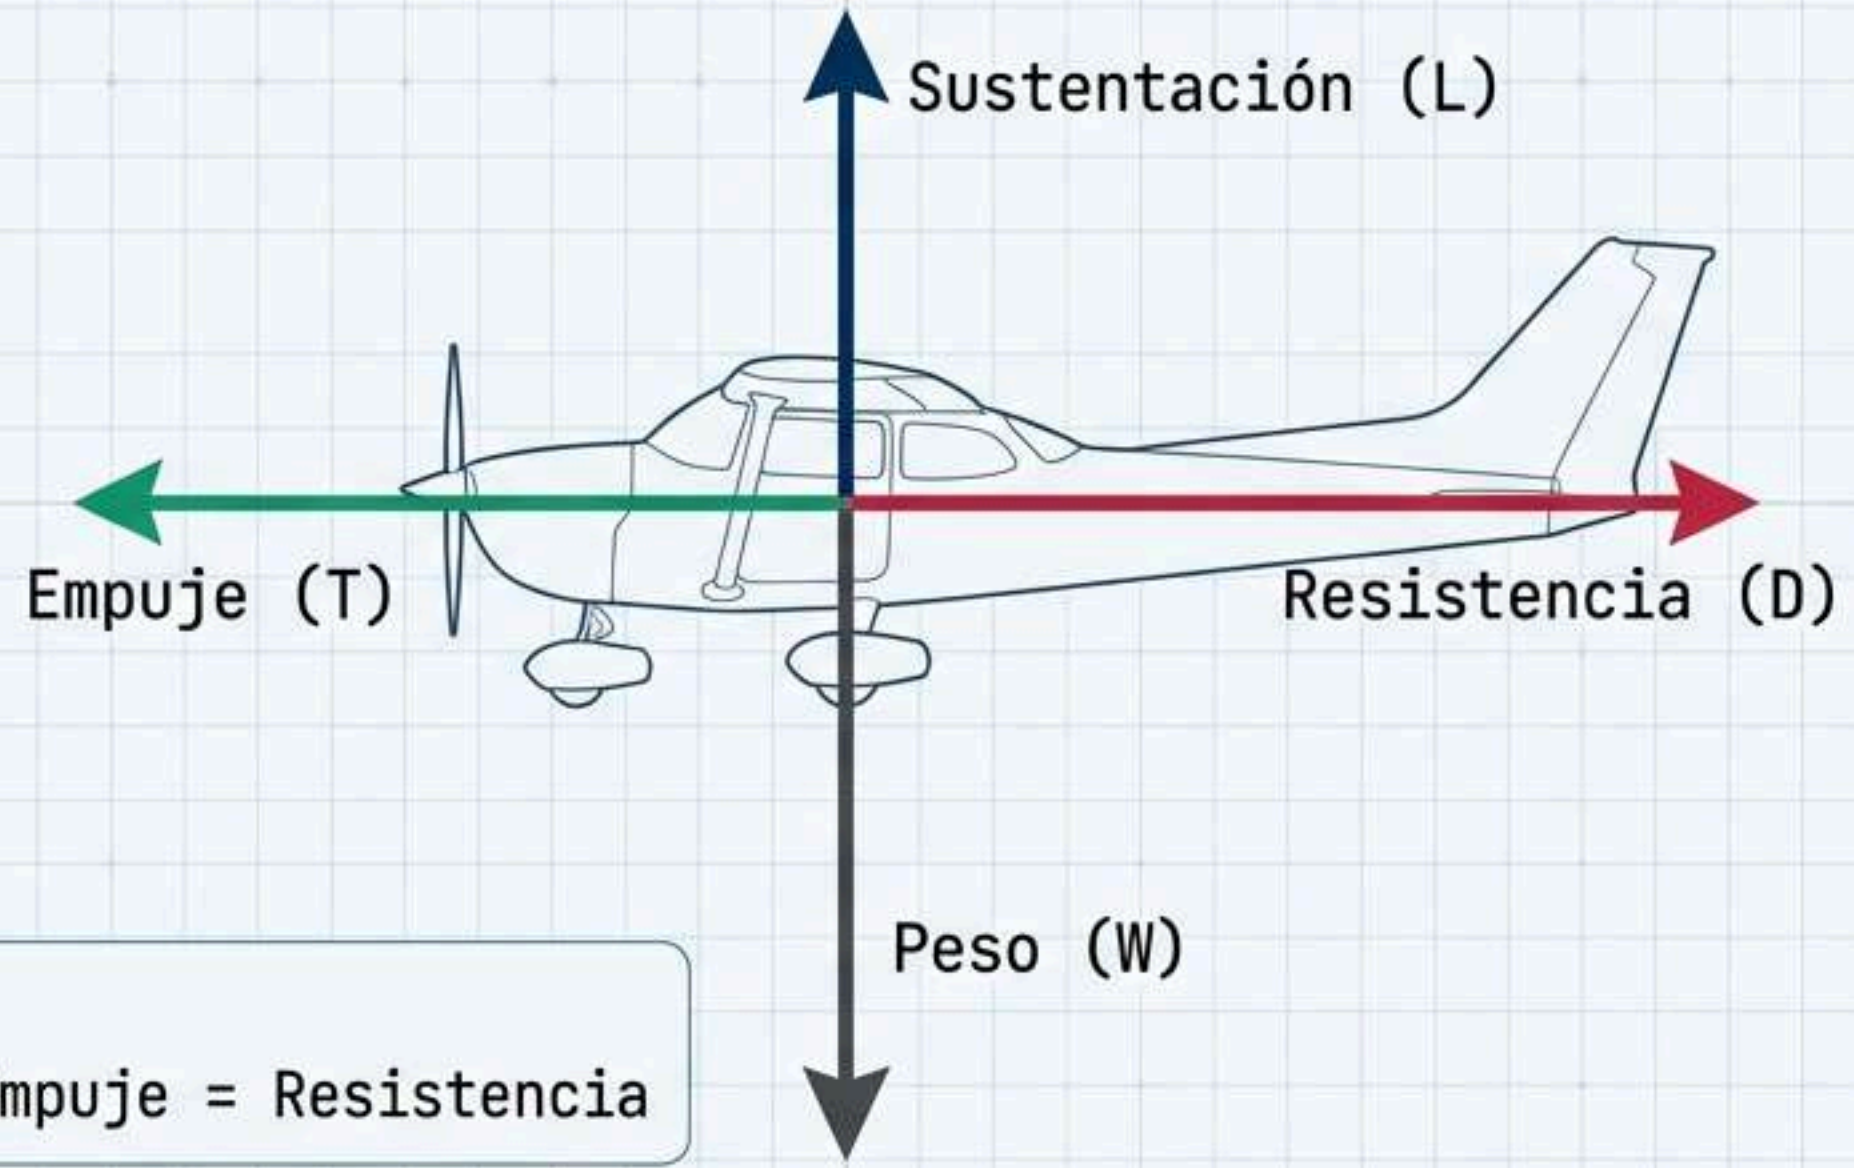 Sustentación (L)
Empuje (T)
Resistencia (D)
Peso (W)
mpuje = Resistencia